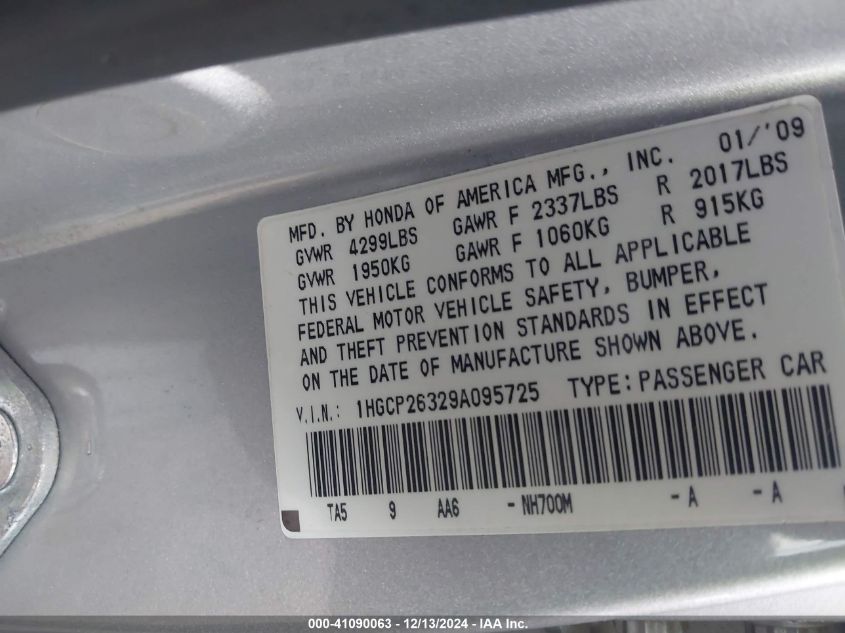 MFD. BY HONDA OF AMERICA MFG., INC. 01/'09
GVWR 4299LBS GAWR F 2337LBS R 2017LBS
GVWR 1950KG GAWR F 1060KG R 915KG
THIS VEHICLE CONFORMS TO ALL APPLICABLE
FEDERAL MOTOR VEHICLE SAFETY, BUMPER,
AND THEFT PREVENTION STANDARDS IN EFFECT
ON THE DATE OF MANUFACTURE SHOWN ABOVE.
V.I.N.: 1HGCP26329A095725 TYPE:PASSENGER CAR
TA5 9 AA6 -NH700M -A -A
000-41090063 - 12/13/2024 - IAA Inc.